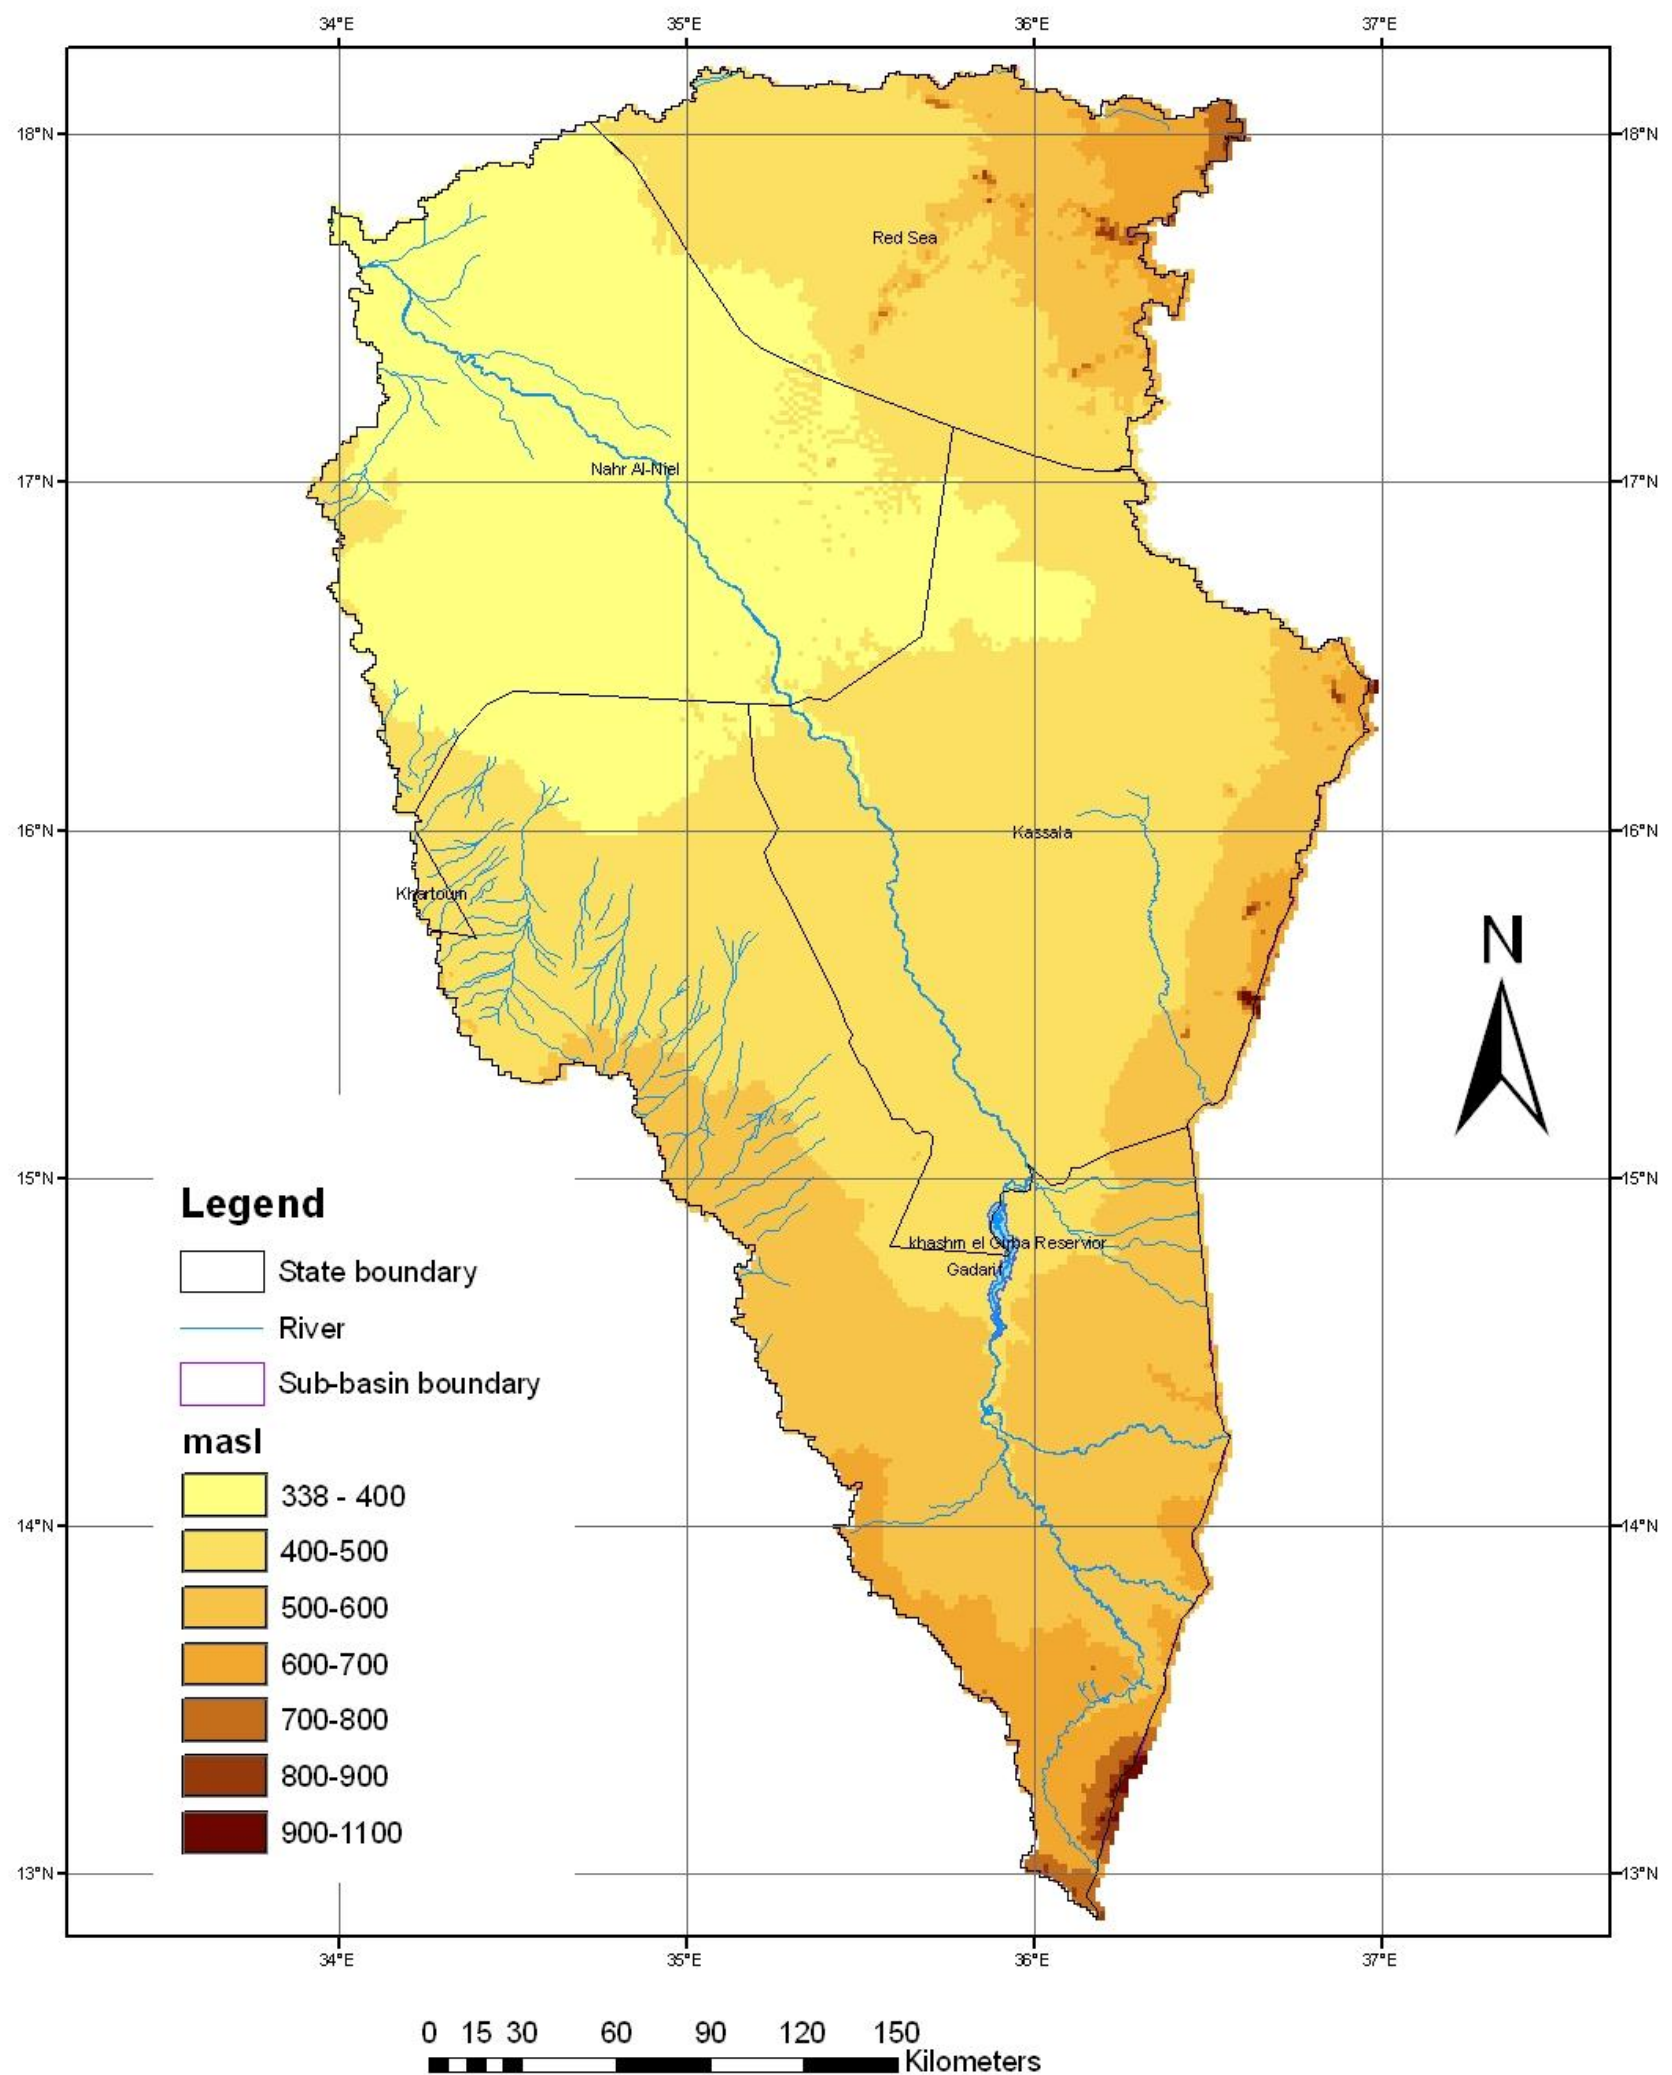 34°E 35°E 36°E 37°E
18°N 18°N
Red Sea
Nahr Al-Niel
17°N 17°N
16°N Kassala 16°N
Khartoum
N
15°N 15°N
khashm el Girba Reservior
Gadarif
Legend
State boundary
River
Sub-basin boundary
masl
338 - 400
400-500
14°N 14°N
500-600
600-700
700-800
800-900
900-1100
13°N 13°N
34°E 35°E 36°E 37°E
0 15 30 60 90 120 150
Kilometers